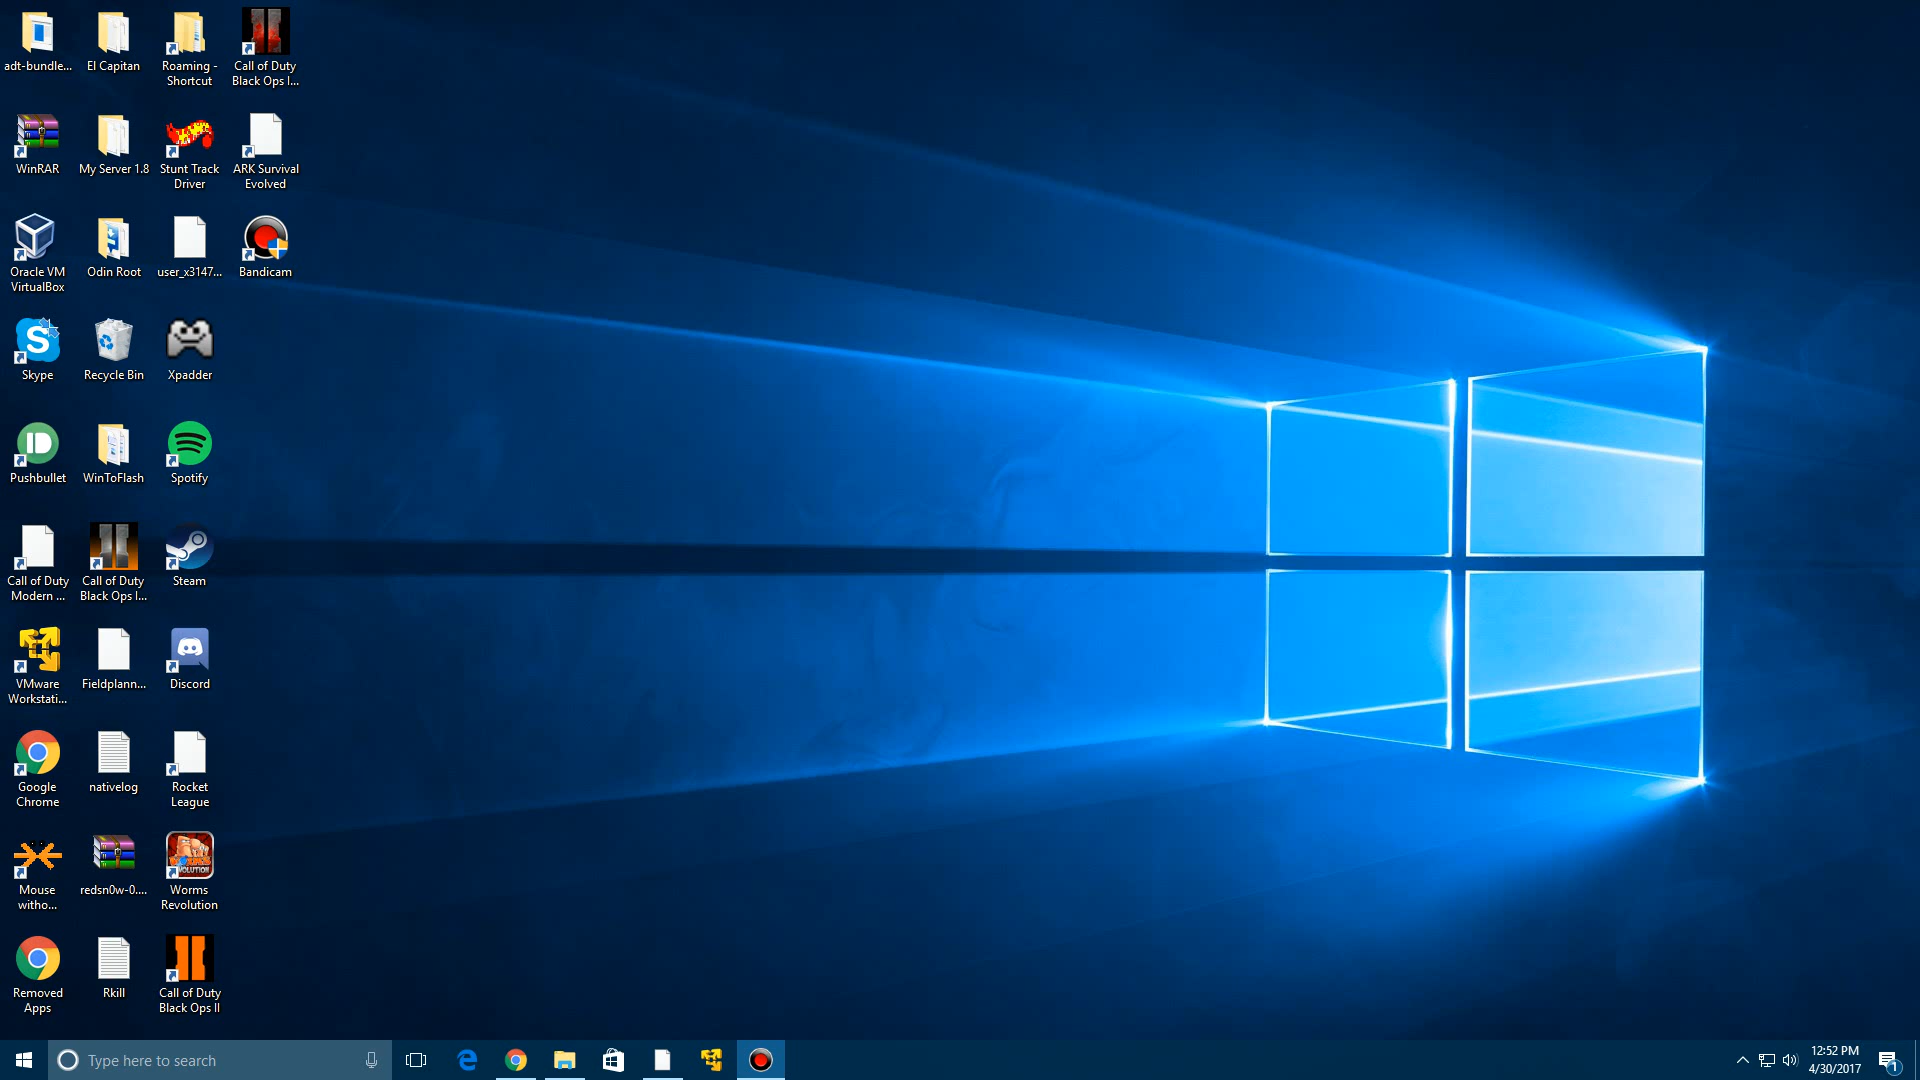 adt-bundle...
El Capitan
Roaming -
Shortcut
Call of Duty
Black Ops I...
WinRAR
My Server 1.8
Stunt Track
Driver
ARK Survival
Evolved
Oracle VM
VirtualBox
Odin Root
user_x3147...
Bandicam
Skype
Recycle Bin
Xpadder
Pushbullet
WinToFlash
Spotify
Call of Duty
Modern ...
Call of Duty
Black Ops I...
Steam
VMware
Workstati...
Fieldplann...
Discord
Google
Chrome
nativelog
Rocket
League
Mouse
witho...
redsn0w-0....
Worms
Revolution
Removed
Apps
Rkill
Call of Duty
Black Ops II
Type here to search
12:52 PM
4/30/2017
1